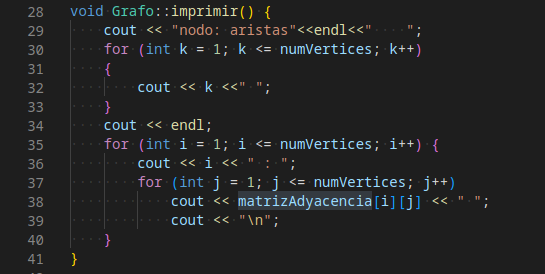 28 void Grafo::imprimir() {
29     cout << "nodo: aristas"<<endl<<"    ";
30     for (int k = 1; k <= numVertices; k++)
31     {
32         cout << k <<" ";
33     }
34     cout << endl;
35     for (int i = 1; i <= numVertices; i++) {
36         cout << i << " : ";
37         for (int j = 1; j <= numVertices; j++)
38             cout << matrizAdyacencia[i][j] << " ";
39             cout << "\n";
40     }
41 }